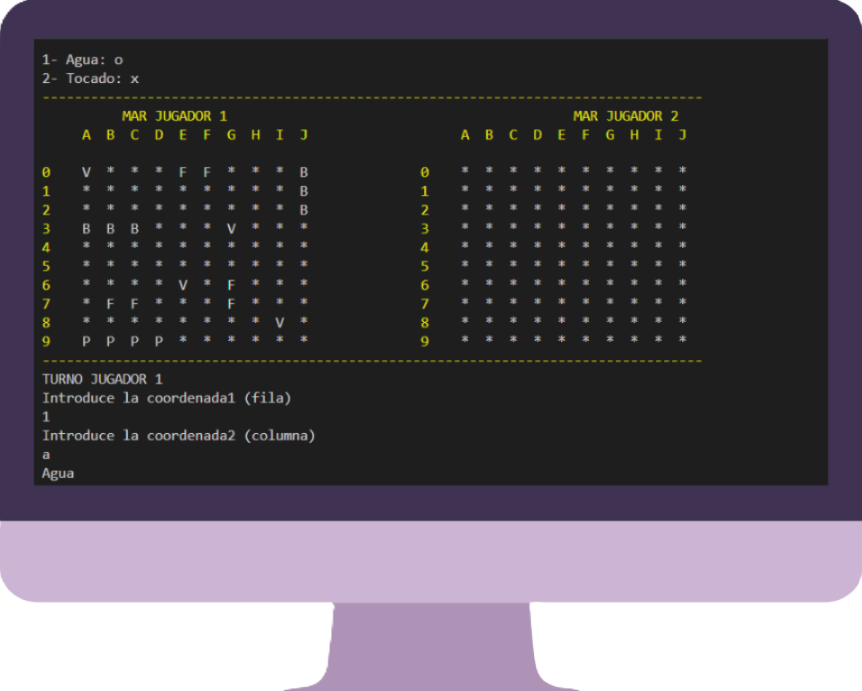 1- Agua: o
2- Tocado: x
--------------------------------------------------------------------------------
MAR JUGADOR 1 MAR JUGADOR 2
A B C D E F G H I J A B C D E F G H I J
0 V * * * F F * * * B 0 * * * * * * * * * *
1 * * * * * * * * * B 1 * * * * * * * * * *
2 * * * * * * * * * B 2 * * * * * * * * * *
3 B B B * * * V * * * 3 * * * * * * * * * *
4 * * * * * * * * * * 4 * * * * * * * * * *
5 * * * * * * * * * * 5 * * * * * * * * * *
6 * * * * V * F * * * 6 * * * * * * * * * *
7 * F F * * * F * * * 7 * * * * * * * * * *
8 * * * * * * * * V * 8 * * * * * * * * * *
9 P P P P * * * * * * 9 * * * * * * * * * *
--------------------------------------------------------------------------------
TURNO JUGADOR 1
Introduce la coordenada1 (fila)
1
Introduce la coordenada2 (columna)
a
Agua